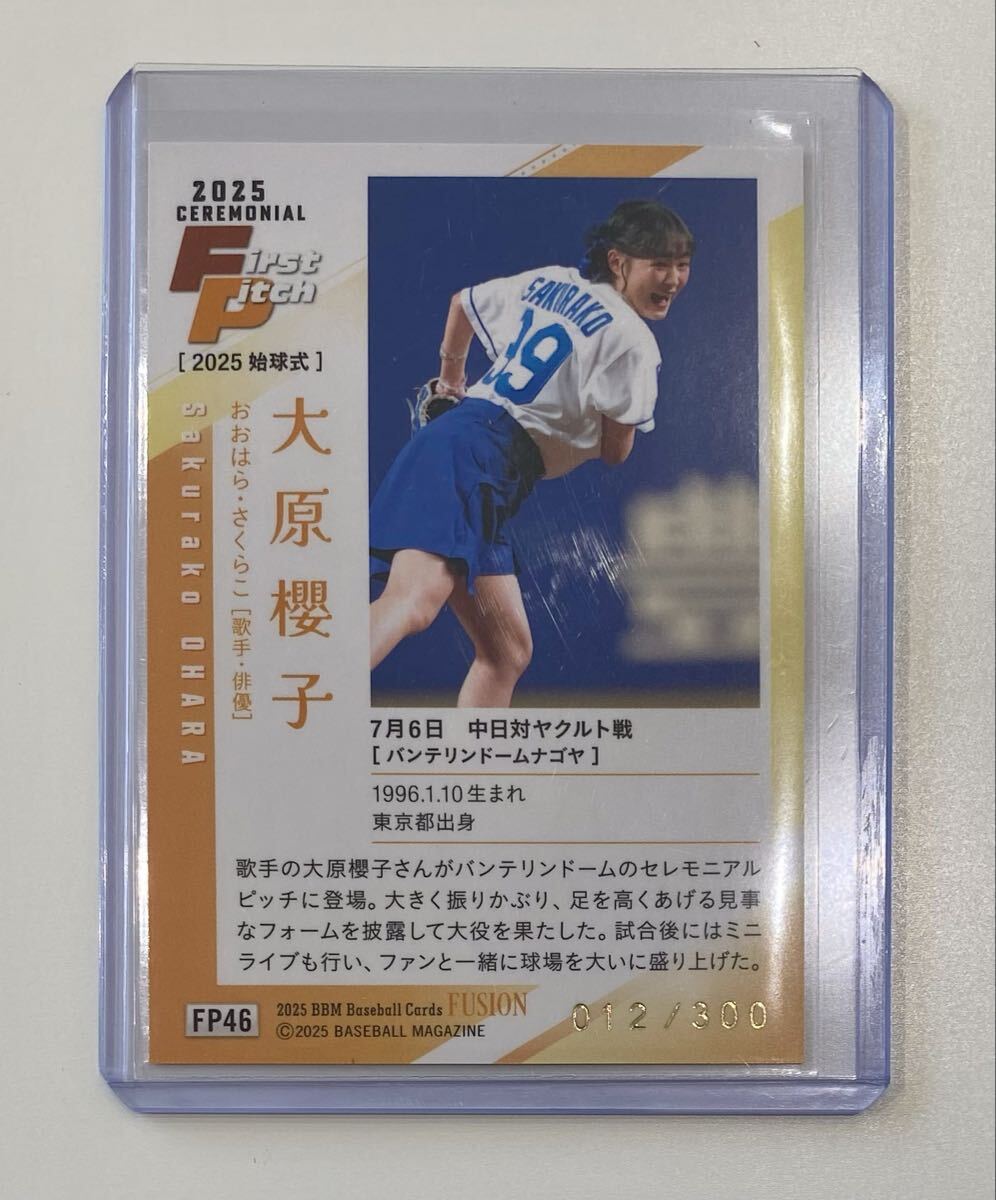 2025
CEREMONIAL
First
Pitch
[ 2025 始球式 ]
大原櫻子
おおはら・さくらこ [歌手・俳優]
Sakurako OHARA
SAKURAKO
39
7月6日 中日対ヤクルト戦
[ バンテリンドームナゴヤ ]
1996.1.10生まれ
東京都出身
歌手の大原櫻子さんがバンテリンドームのセレモニアル
ピッチに登場。大きく振りかぶり、足を高くあげる見事
なフォームを披露して大役を果たした。試合後にはミニ
ライブも行い、ファンと一緒に球場を大いに盛り上げた。
FP46
2025 BBM Baseball Cards FUSION
©2025 BASEBALL MAGAZINE
012/300